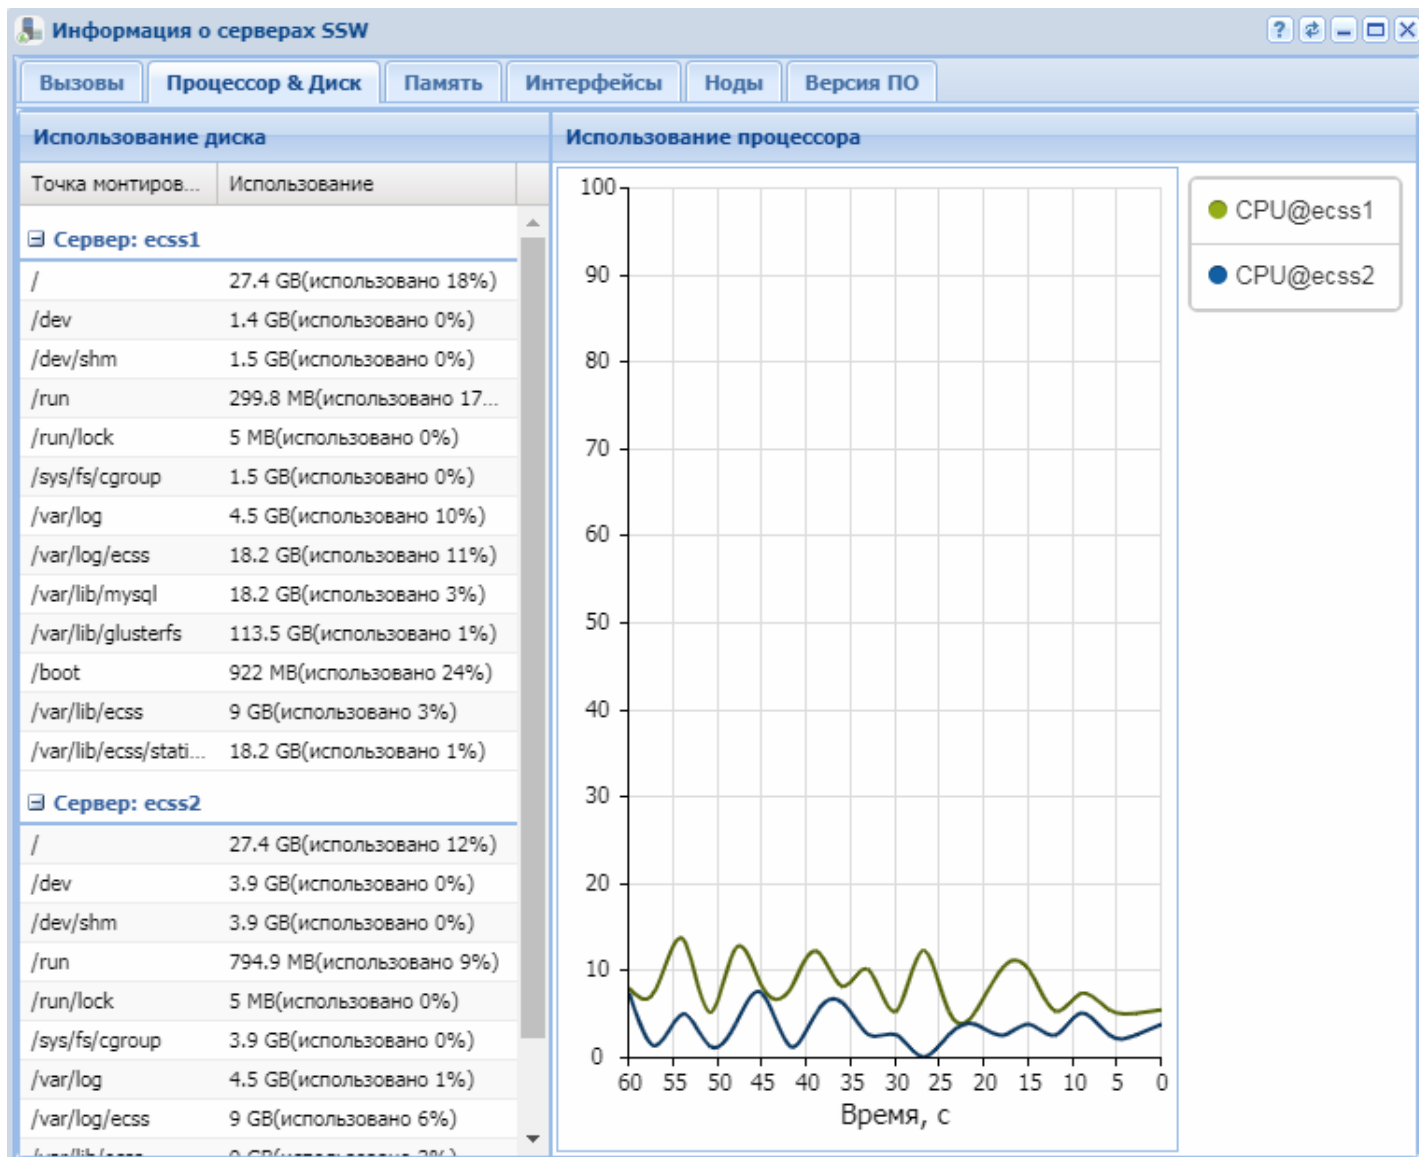 Информация о серверах SSW
Вызовы Процессор & Диск Память Интерфейсы Ноды Версия ПО
Использование диска
Точка монтиров... Использование
Сервер: ecss1
/ 27.4 GB(использовано 18%)
/dev 1.4 GB(использовано 0%)
/dev/shm 1.5 GB(использовано 0%)
/run 299.8 MB(использовано 17...
/run/lock 5 MB(использовано 0%)
/sys/fs/cgroup 1.5 GB(использовано 0%)
/var/log 4.5 GB(использовано 10%)
/var/log/ecss 18.2 GB(использовано 11%)
/var/lib/mysql 18.2 GB(использовано 3%)
/var/lib/glusterfs 113.5 GB(использовано 1%)
/boot 922 MB(использовано 24%)
/var/lib/ecss 9 GB(использовано 3%)
/var/lib/ecss/stati... 18.2 GB(использовано 1%)
Сервер: ecss2
/ 27.4 GB(использовано 12%)
/dev 3.9 GB(использовано 0%)
/dev/shm 3.9 GB(использовано 0%)
/run 794.9 MB(использовано 9%)
/run/lock 5 MB(использовано 0%)
/sys/fs/cgroup 3.9 GB(использовано 0%)
/var/log 4.5 GB(использовано 1%)
/var/log/ecss 9 GB(использовано 6%)
Использование процессора
100
90
80
70
60
50
40
30
20
10
0
60 55 50 45 40 35 30 25 20 15 10 5 0
Время, с
CPU@ecss1
CPU@ecss2